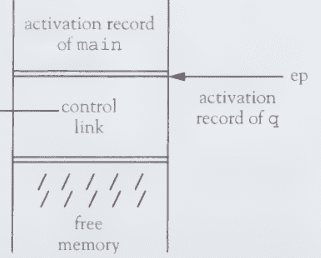 activation record
of main
ep
activation
record of q
control
link
free
memory